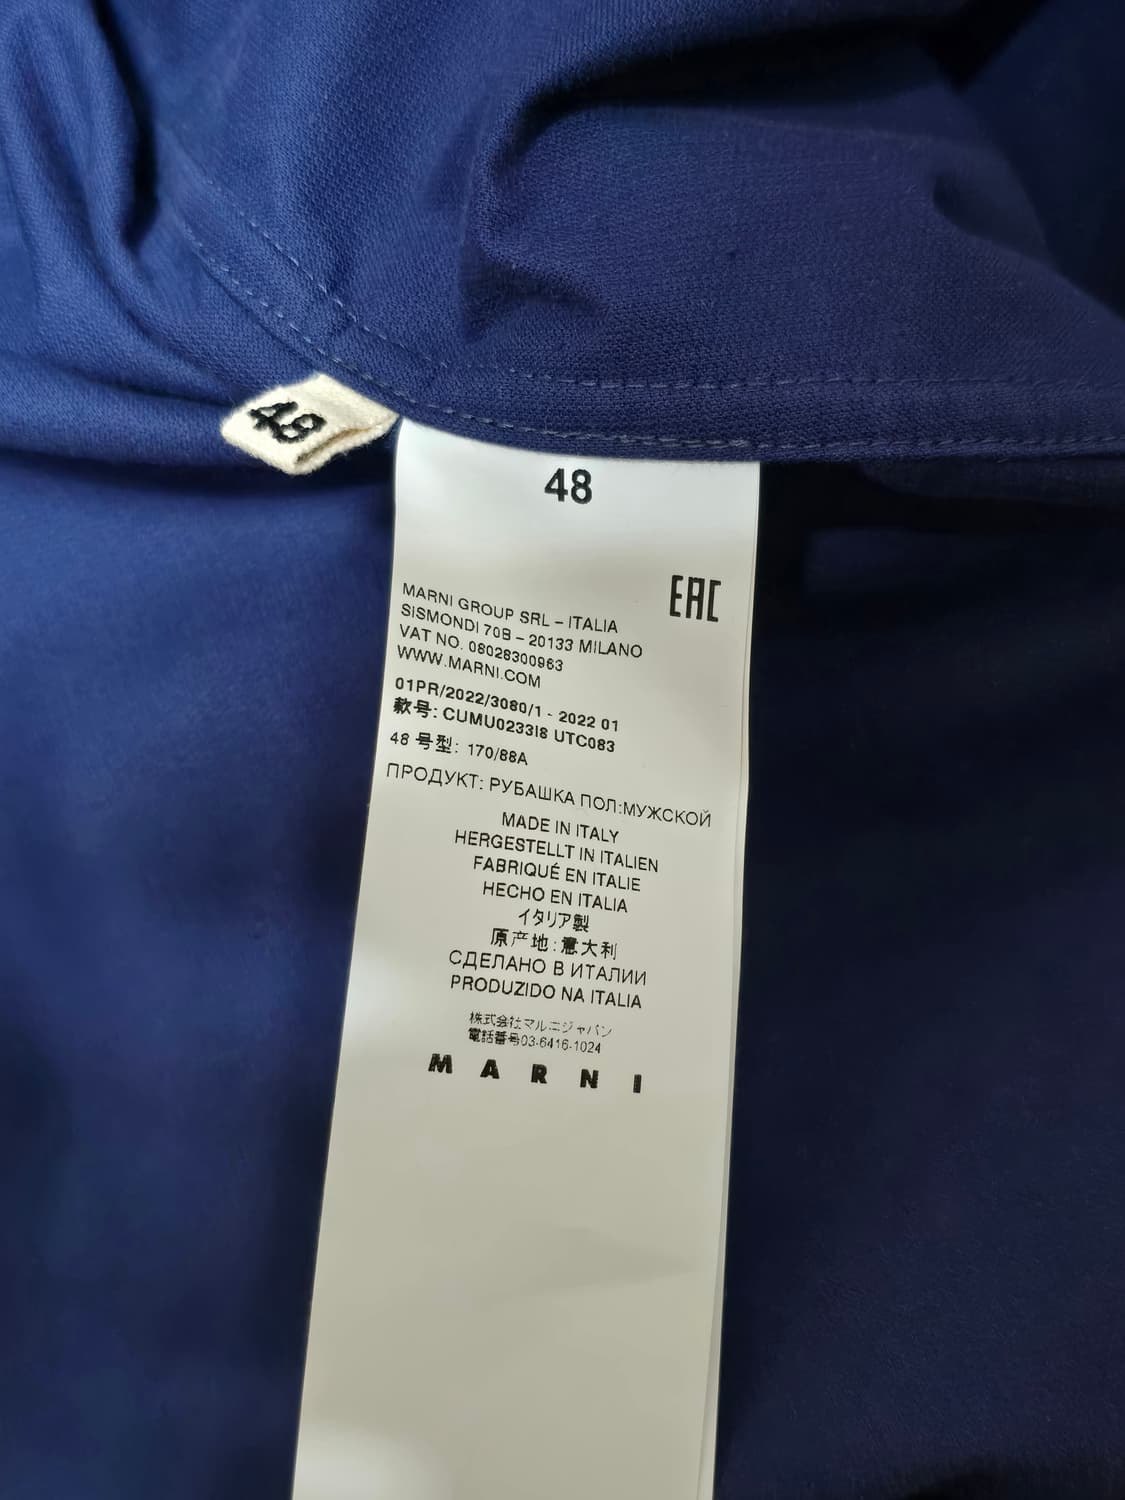 48
48
EAC
MARNI GROUP SRL – ITALIA
SISMONDI 70B – 20133 MILANO
VAT NO. 08028300963
WWW.MARNI.COM
01PR/2022/3080/1 - 2022 01
款号: CUMU0233I8 UTC083
48 号型: 170/88A
ПРОДУКТ: РУБАШКА ПОЛ:МУЖСКОЙ
MADE IN ITALY
HERGESTELLT IN ITALIEN
FABRIQUÉ EN ITALIE
HECHO EN ITALIA
イタリア製
原产地:意大利
СДЕЛАНО В ИТАЛИИ
PRODUZIDO NA ITALIA
株式会社マルニジャパン
電話番号03-6416-1024
MARNI